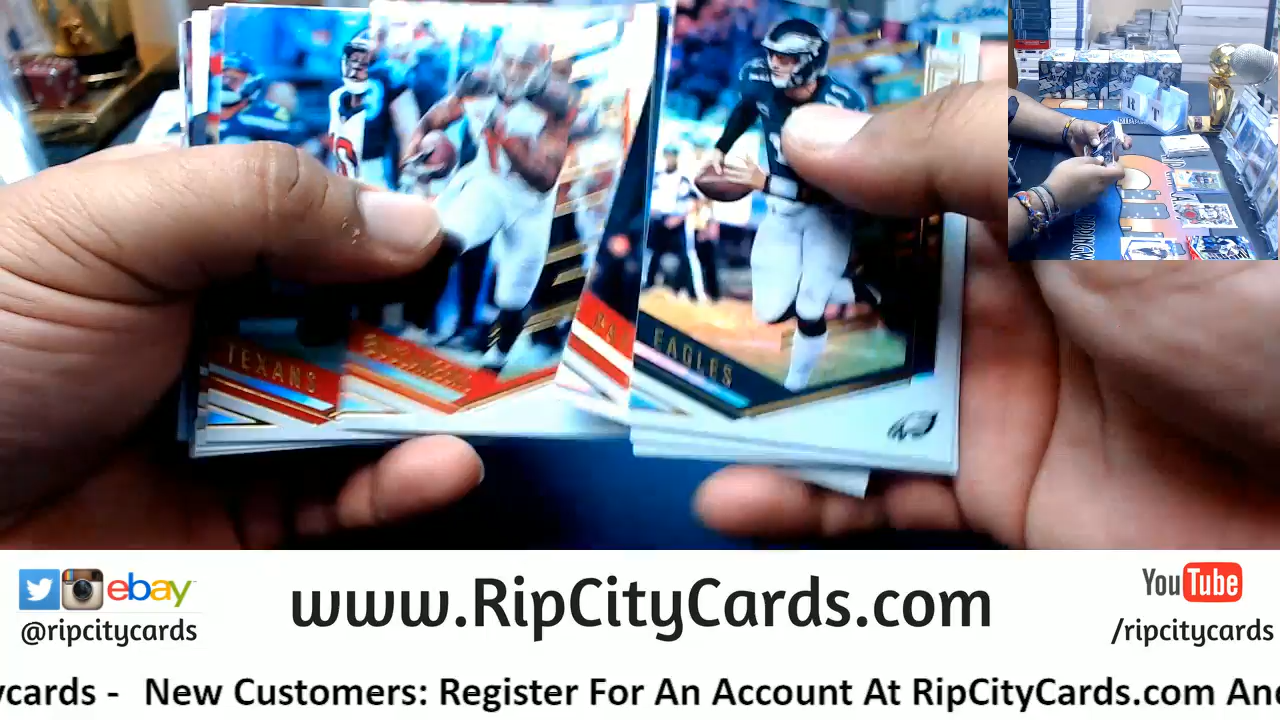 TEXANS
EAGLES
ebay
www.RipCityCards.com
You Tube
@ripcitycards
/ripcitycards
ycards - New Customers: Register For An Account At RipCityCards.com And